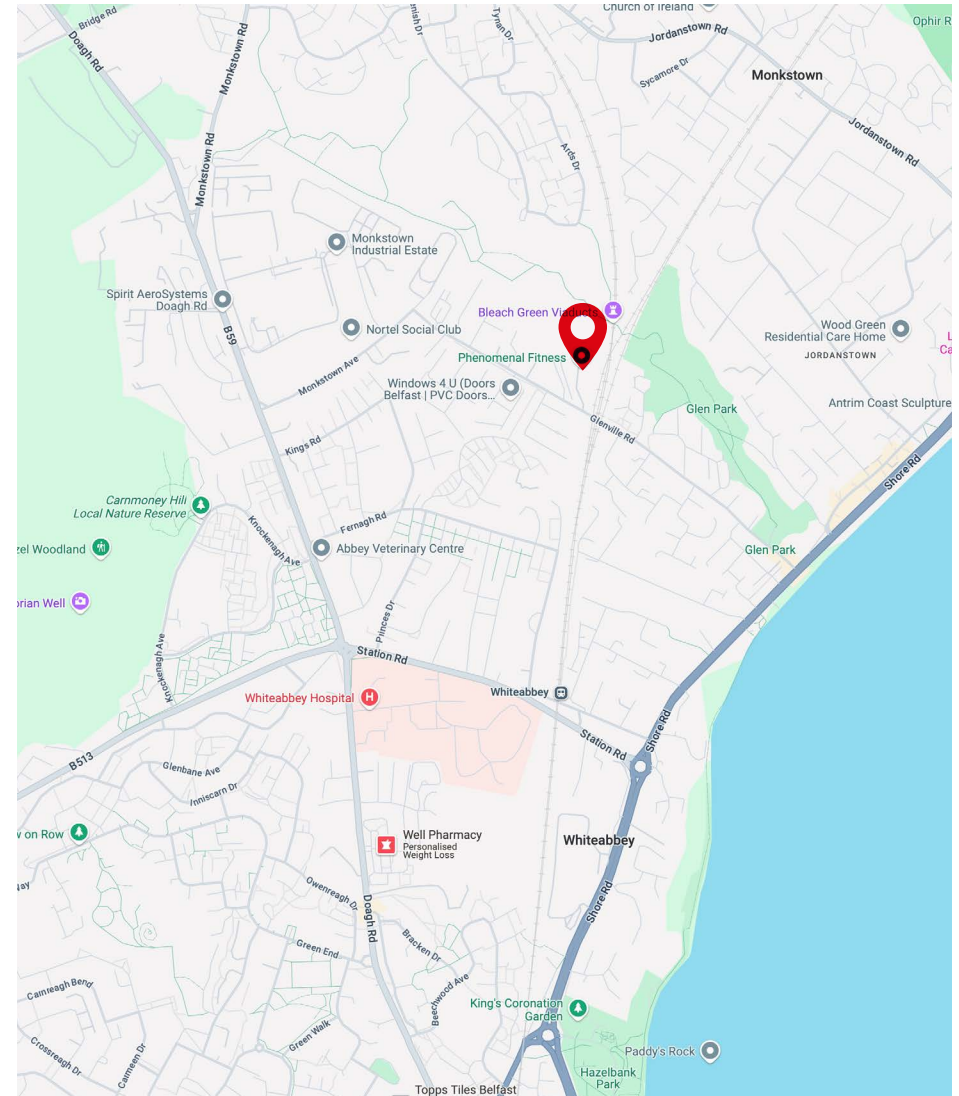 Church of Ireland
Bridge Rd
Doagh Rd
Monkstown Rd
Tynan Dr
Jordanstown Rd
Ophir R
Sycamore Dr
Monkstown
Jordanstown Rd
Ards Dr
Monkstown Rd
Monkstown
Industrial Estate
Spirit AeroSystems
Doagh Rd
B59
Nortel Social Club
Bleach Green Viaducts
Phenomenal Fitness
Wood Green
Residential Care Home
JORDANSTOWN
L
Ca
Monkstown Ave
Windows 4 U (Doors
Belfast | PVC Doors...
Glenville Rd
Glen Park
Antrim Coast Sculpture
Kings Rd
Shore Rd
Carnmoney Hill
Local Nature Reserve
Knockenagh Ave
Fernagh Rd
Abbey Veterinary Centre
zel Woodland
Glen Park
orian Well
Princes Dr
Knockenagh Ave
Station Rd
Whiteabbey Hospital
Whiteabbey
Shore Rd
Station Rd
B513
Glenbane Ave
Inniscarn Dr
w on Row
Well Pharmacy
Personalised
Weight Loss
Whiteabbey
Owenreagh Dr
Doagh Rd
Shore Rd
Green End
Bracken Dr
Beechwood Ave
Cairnreagh Bend
King's Coronation
Garden
Green Walk
Crossreagh Dr
Carmeen Dr
Paddy's Rock
Hazelbank
Park
Topps Tiles Belfast